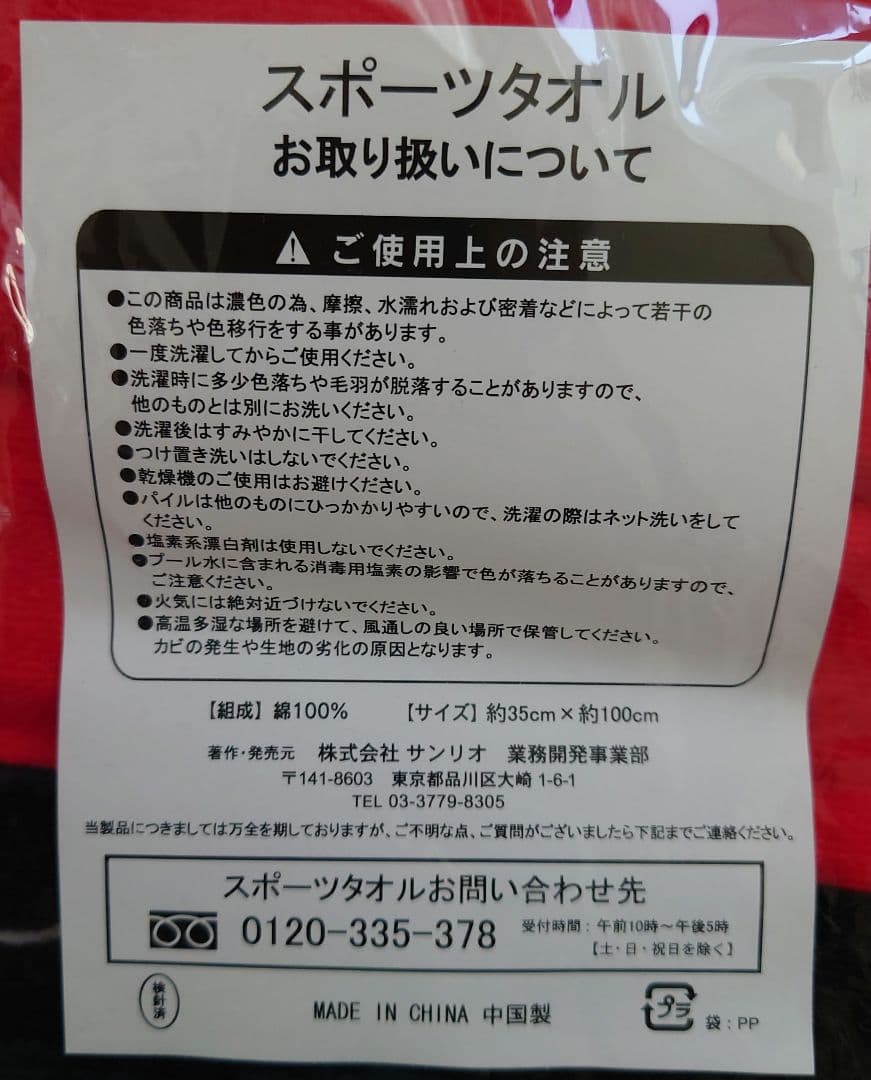 スポーツタオル
お取り扱いについて
ご使用上の注意
●この商品は濃色の為、摩擦、水濡れおよび密着などによって若干の
色落ちや色移行をする事があります。
●一度洗濯してからご使用ください。
●洗濯時に多少色落ちや毛羽が脱落することがありますので、
他のものとは別にお洗いください。
●洗濯後はすみやかに干してください。
●つけ置き洗いはしないでください。
●乾燥機のご使用はお避けください。
●パイルは他のものにひっかかりやすいので、洗濯の際はネット洗いをして
ください。
●塩素系漂白剤は使用しないでください。
●プール水に含まれる消毒用塩素の影響で色が落ちることがありますので、
ご注意ください。
●火気には絶対近づけないでください。
●高温多湿な場所を避けて、風通しの良い場所で保管してください。
カビの発生や生地の劣化の原因となります。
【組成】綿100% 【サイズ】約35cm×約100cm
著作・発売元 株式会社 サンリオ 業務開発事業部
〒141-8603 東京都品川区大崎 1-6-1
TEL 03-3779-8305
当製品につきましては万全を期しておりますが、ご不明な点、ご質問がございましたら下記までご連絡ください。
スポーツタオルお問い合わせ先
0120-335-378 受付時間：午前10時～午後5時
【土・日・祝日を除く】
検針済 MADE IN CHINA 中国製 プラ 袋：PP